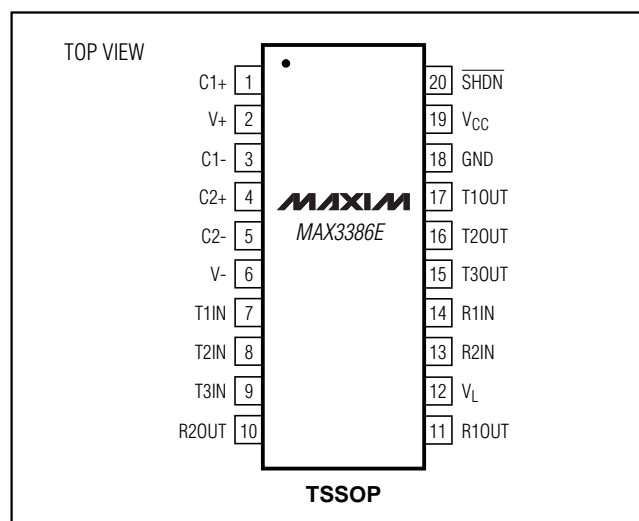 TOP VIEW
C1+ 1
V+ 2
C1- 3
C2+ 4
C2- 5
V- 6
T1IN 7
T2IN 8
T3IN 9
R2OUT 10
MAXIM
MAX3386E
20 S̅H̅D̅N̅
19 VCC
18 GND
17 T1OUT
16 T2OUT
15 T3OUT
14 R1IN
13 R2IN
12 VL
11 R1OUT
TSSOP